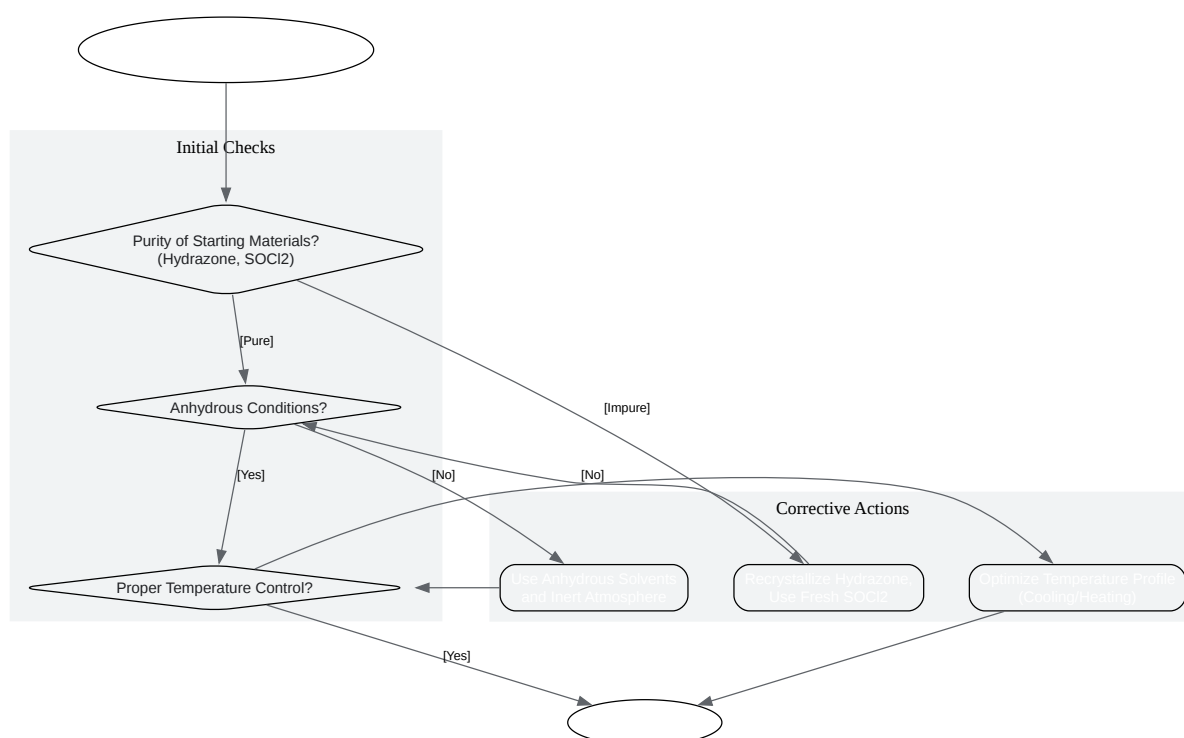 Initial Checks
Purity of Starting Materials?
(Hydrazone, SOCl2)
[Pure]
Anhydrous Conditions?
[Impure]
[Yes]
[No]
[No]
Corrective Actions
Proper Temperature Control?
Use Anhydrous Solvents
and Inert Atmosphere
Recrystallize Hydrazone,
Use Fresh SOCl2
Optimize Temperature Profile
(Cooling/Heating)
[Yes]